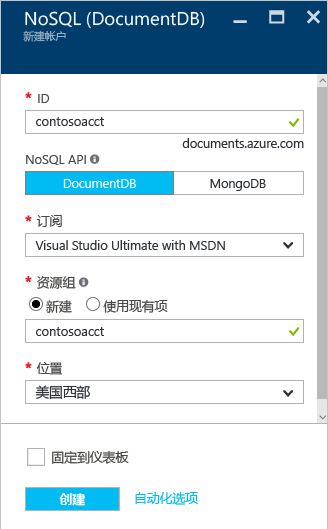 NoSQL (DocumentDB)
新建帐户
* ID
contosoacct
documents.azure.com
NoSQL API
DocumentDB
MongoDB
* 订阅
Visual Studio Ultimate with MSDN
* 资源组
新建 使用现有项
contosoacct
* 位置
美国西部
固定到仪表板
创建 自动化选项